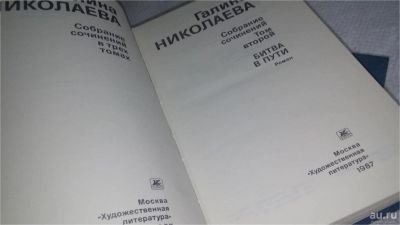 Галина
НИКОЛАЕВА
Собрание
сочинений
в трех
томах
Москва
«Художественная
литература»
Галина
НИКОЛАЕВА
Собрание
сочинений
Том
второй
БИТВА
В ПУТИ
Роман
Москва
«Художественная
литература»
1987
au.ru